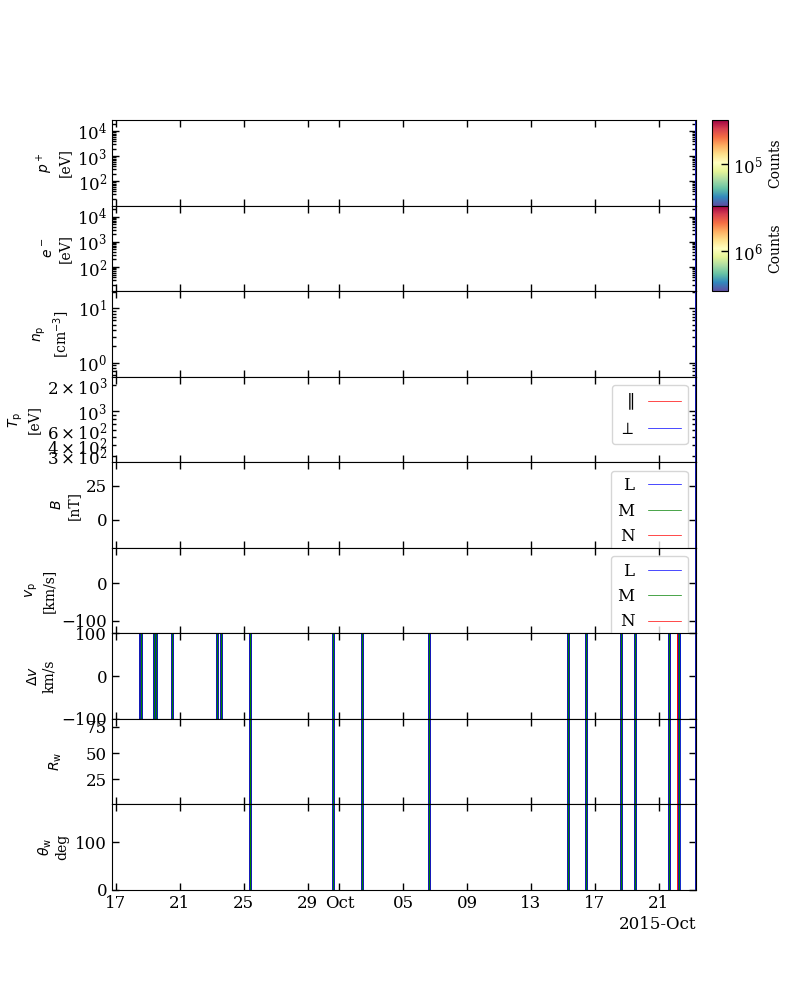 10⁴
10³
10²
p⁺
[eV]
10⁵
Counts
10⁴
10³
10²
e⁻
[eV]
10⁶
Counts
10¹
10⁰
nₚ
[cm⁻³]
2 × 10³
10³
6 × 10²
4 × 10²
3 × 10²
Tₚ
[eV]
∥
⊥
25
0
B
[nT]
L
M
N
0
−100
vₚ
[km/s]
L
M
N
100
0
−100
Δv
km/s
75
50
25
R_w
100
0
θ_w
deg
17 21 25 29 Oct 05 09 13 17 21
2015-Oct